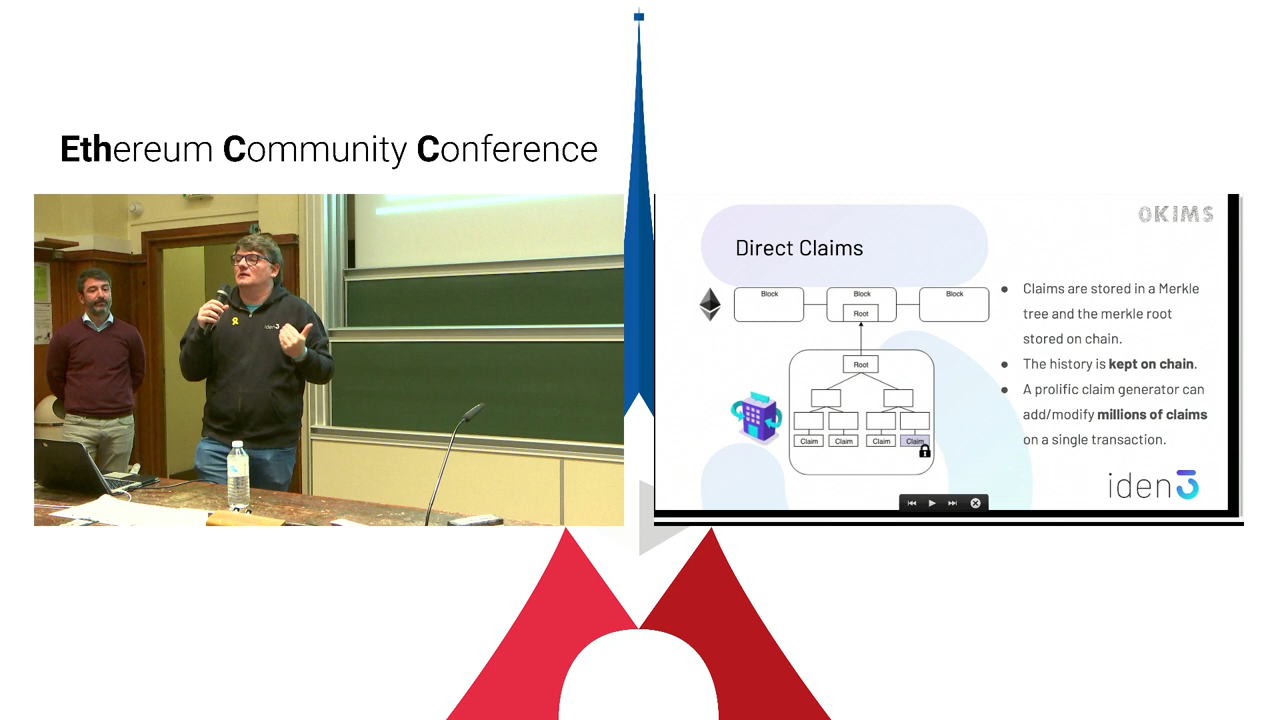 Ethereum Community Conference
iden3
0KIMS
Direct Claims
Block
Block
Block
Root
Root
Claim
Claim
Claim
Claim
● Claims are stored in a Merkle
tree and the merkle root
stored on chain.
● The history is kept on chain.
● A prolific claim generator can
add/modify millions of claims
on a single transaction.
iden3